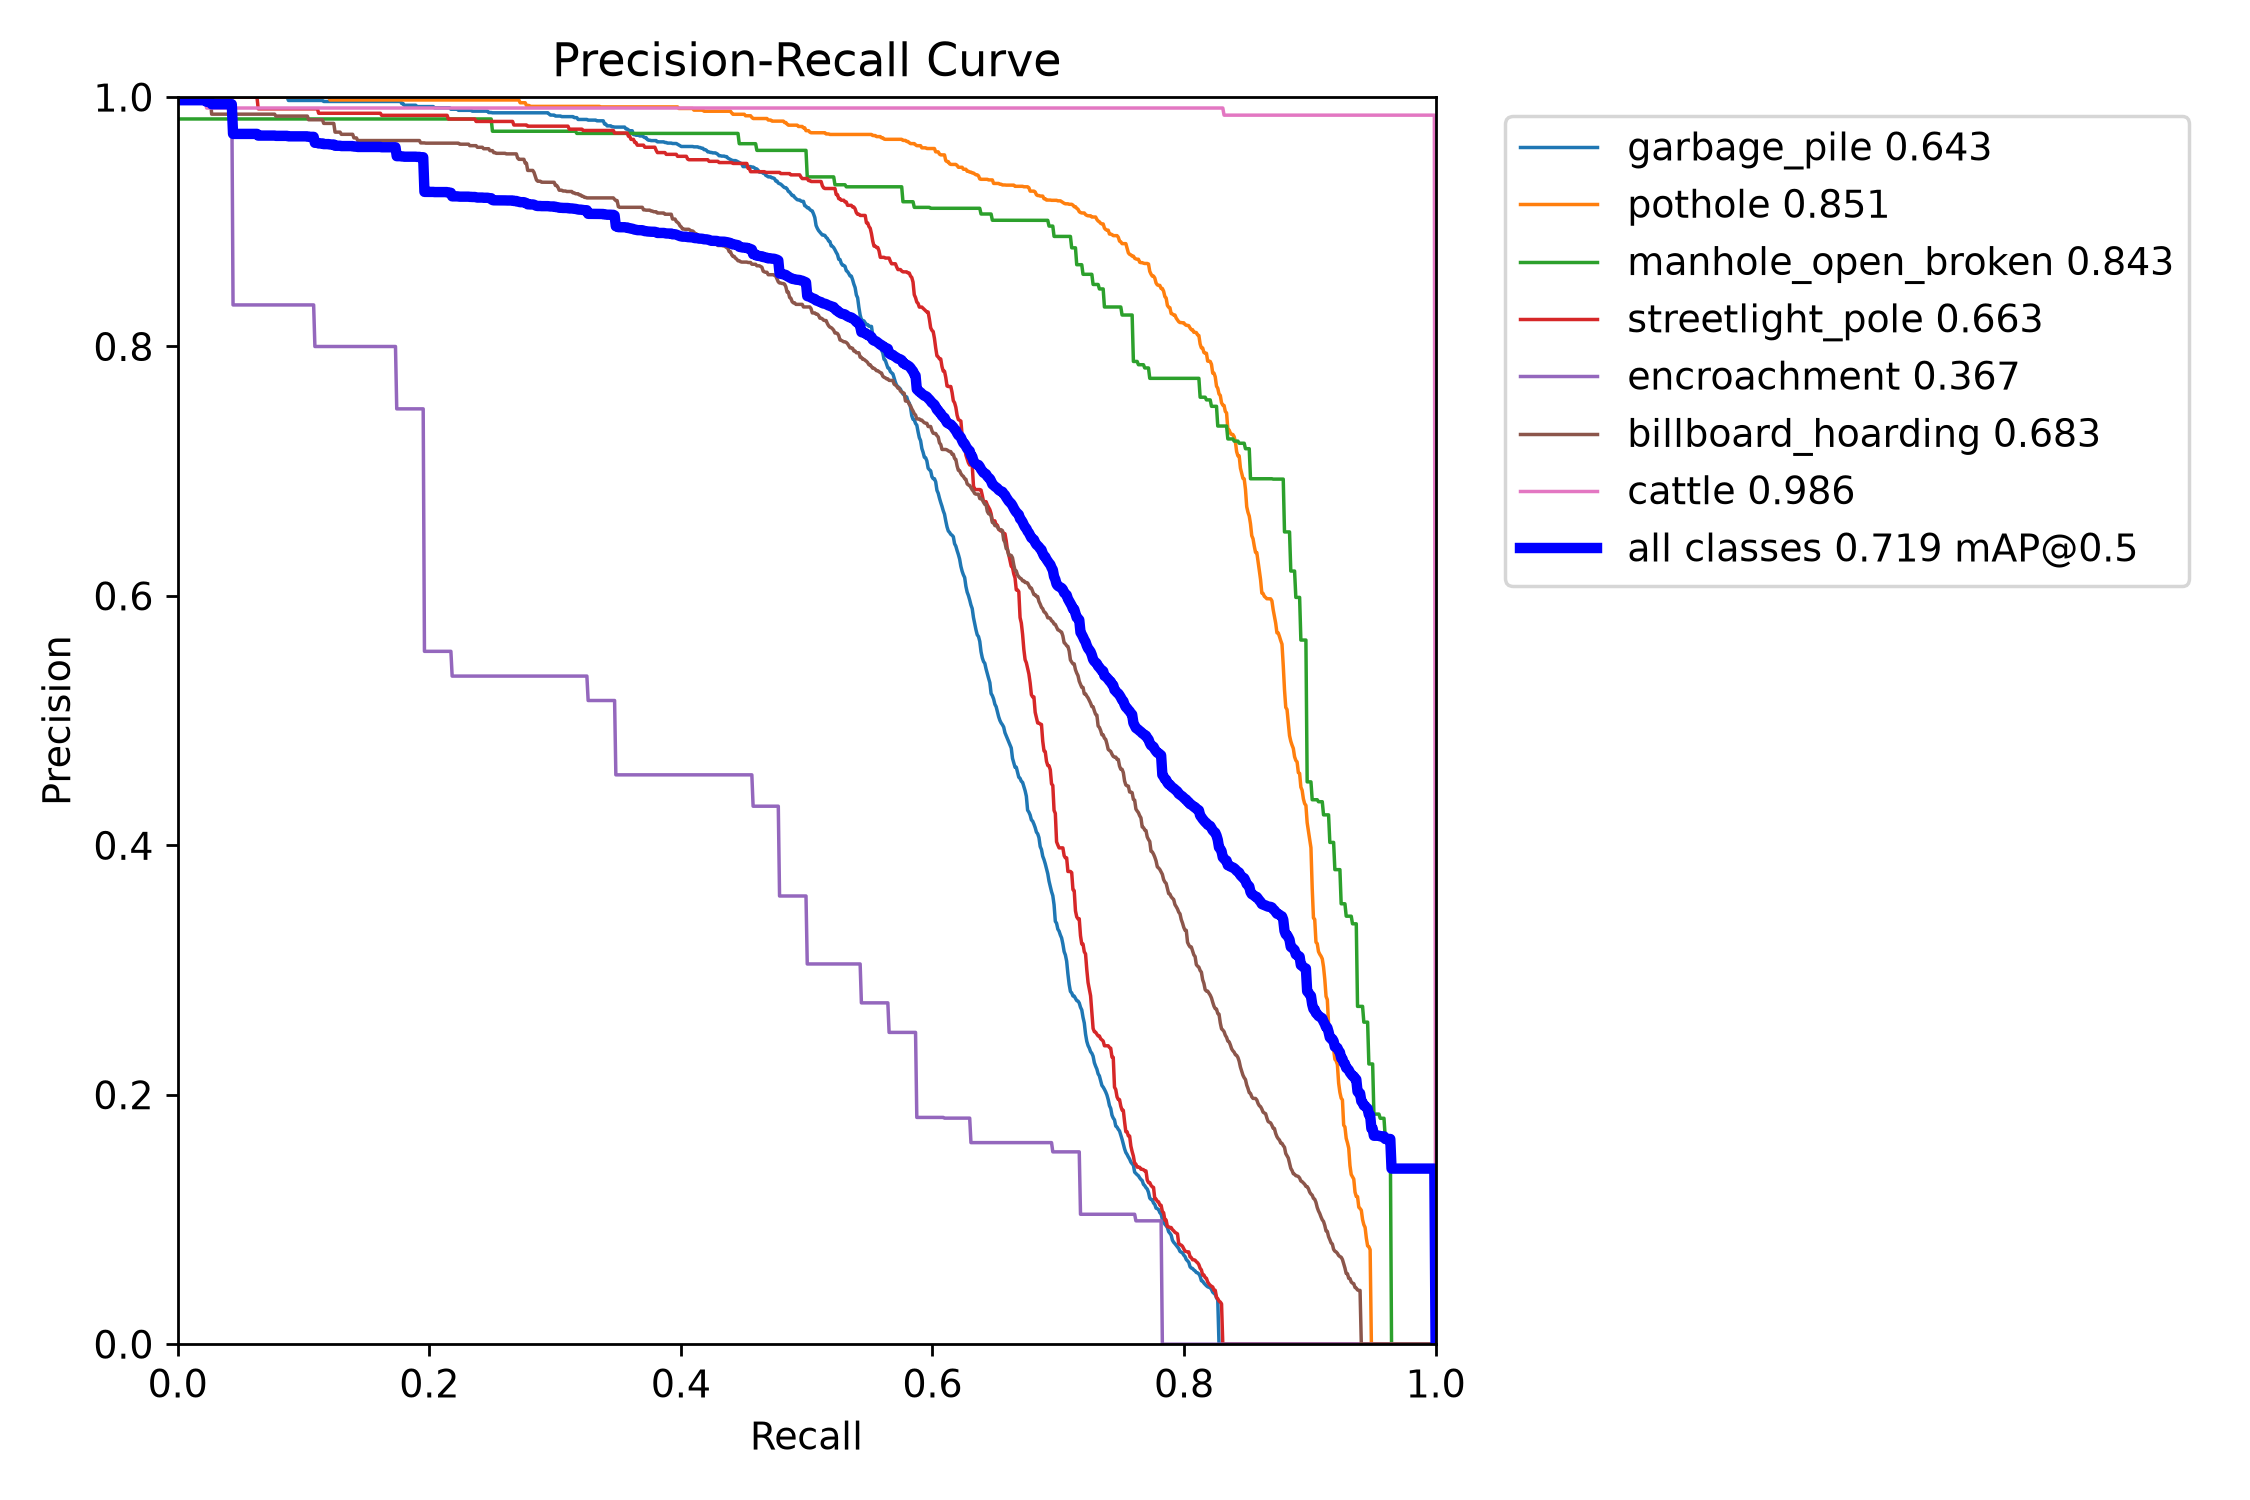 Precision-Recall Curve
1.0
0.8
0.6
0.4
0.2
0.0
Precision
0.0 0.2 0.4 0.6 0.8 1.0
Recall
garbage_pile 0.643
pothole 0.851
manhole_open_broken 0.843
streetlight_pole 0.663
encroachment 0.367
billboard_hoarding 0.683
cattle 0.986
all classes 0.719 mAP@0.5